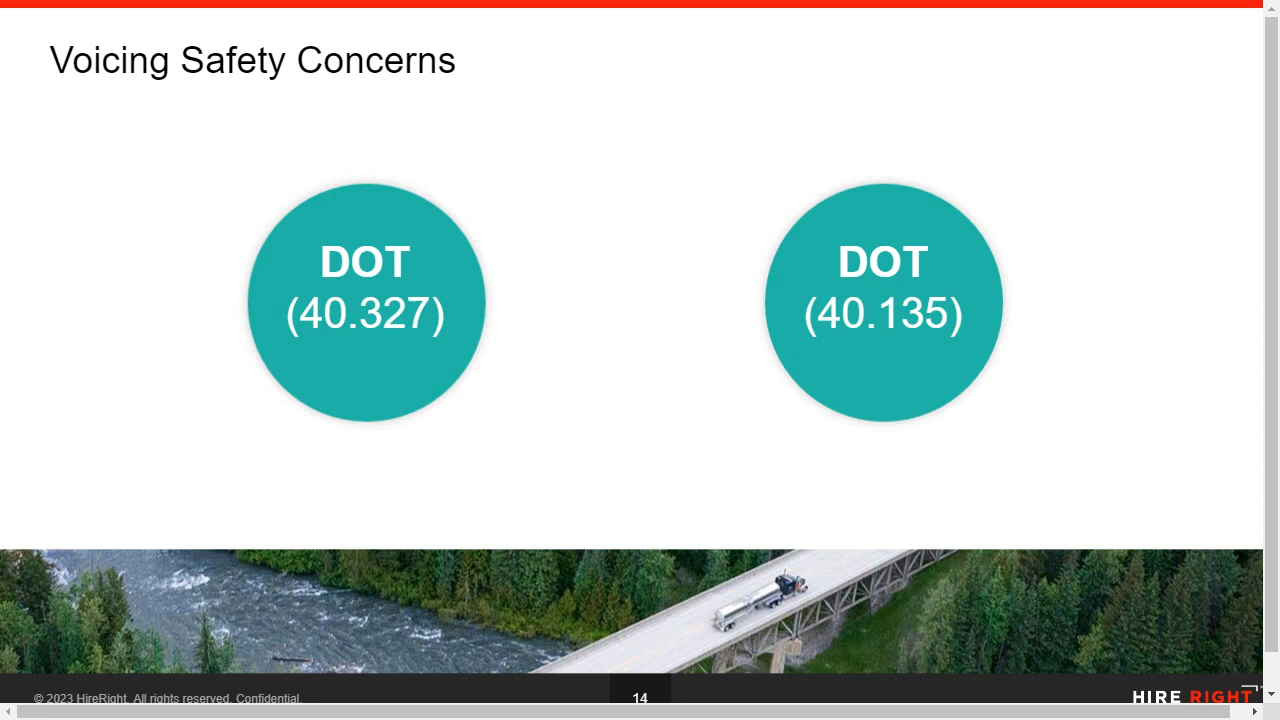 Voicing Safety Concerns
DOT
(40.327)
DOT
(40.135)
© 2023 HireRight. All rights reserved. Confidential.
14
HIRE RIGHT